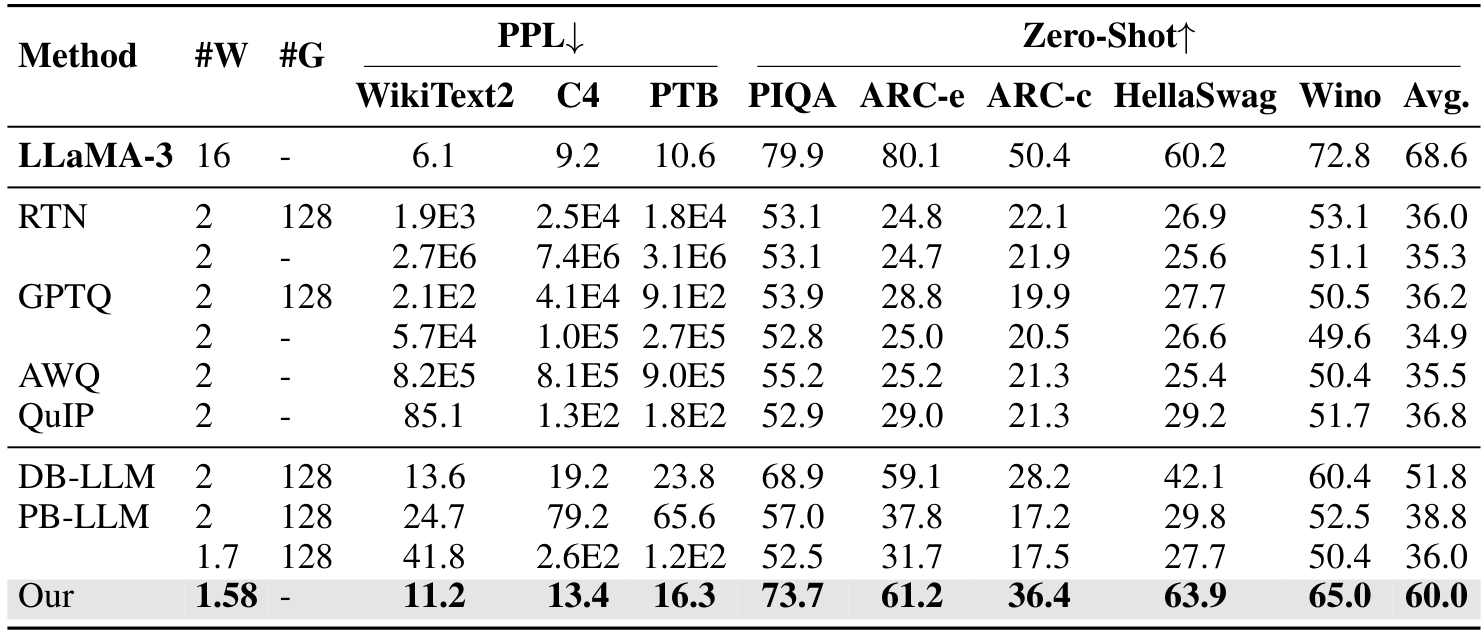 Method #W #G PPL↓ Zero-Shot↑
WikiText2 C4 PTB PIQA ARC-e ARC-c HellaSwag Wino Avg.
LLaMA-3 16 - 6.1 9.2 10.6 79.9 80.1 50.4 60.2 72.8 68.6
RTN 2 128 1.9E3 2.5E4 1.8E4 53.1 24.8 22.1 26.9 53.1 36.0
2 - 2.7E6 7.4E6 3.1E6 53.1 24.7 21.9 25.6 51.1 35.3
GPTQ 2 128 2.1E2 4.1E4 9.1E2 53.9 28.8 19.9 27.7 50.5 36.2
2 - 5.7E4 1.0E5 2.7E5 52.8 25.0 20.5 26.6 49.6 34.9
AWQ 2 - 8.2E5 8.1E5 9.0E5 55.2 25.2 21.3 25.4 50.4 35.5
QuIP 2 - 85.1 1.3E2 1.8E2 52.9 29.0 21.3 29.2 51.7 36.8
DB-LLM 2 128 13.6 19.2 23.8 68.9 59.1 28.2 42.1 60.4 51.8
PB-LLM 2 128 24.7 79.2 65.6 57.0 37.8 17.2 29.8 52.5 38.8
1.7 128 41.8 2.6E2 1.2E2 52.5 31.7 17.5 27.7 50.4 36.0
Our 1.58 - 11.2 13.4 16.3 73.7 61.2 36.4 63.9 65.0 60.0